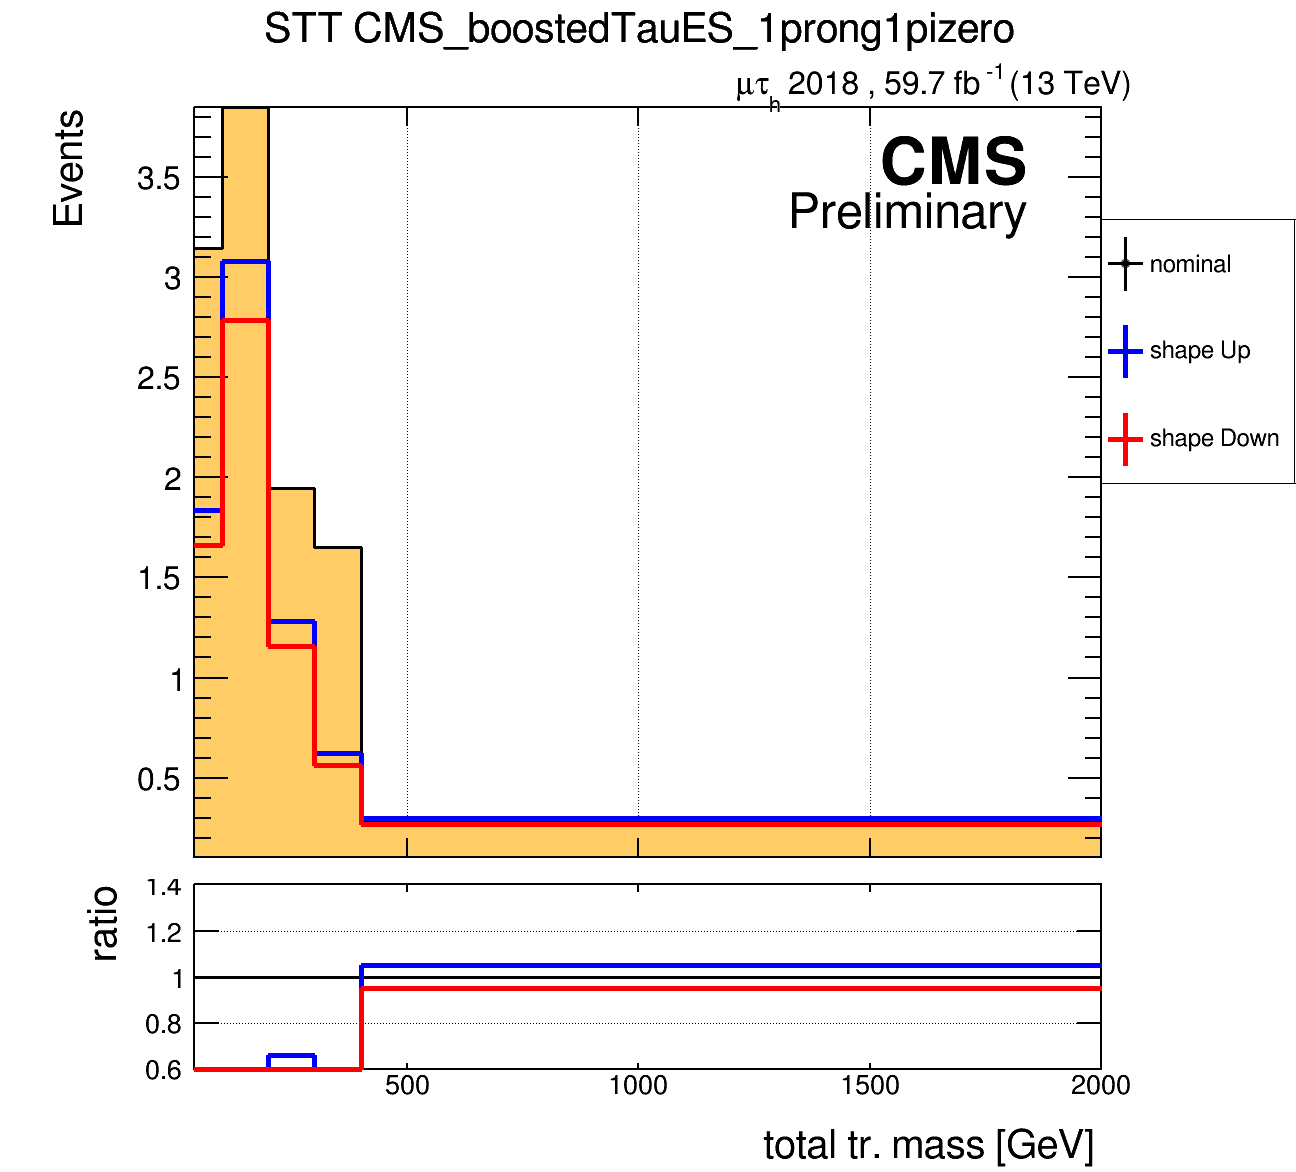 STT CMS_boostedTauES_1prong1pizero
μτh 2018 , 59.7 fb-1 (13 TeV)
Events
CMS
Preliminary
3.5
3
2.5
2
1.5
1
0.5
nominal
shape Up
shape Down
ratio
1.4
1.2
1
0.8
0.6
500 1000 1500 2000
total tr. mass [GeV]